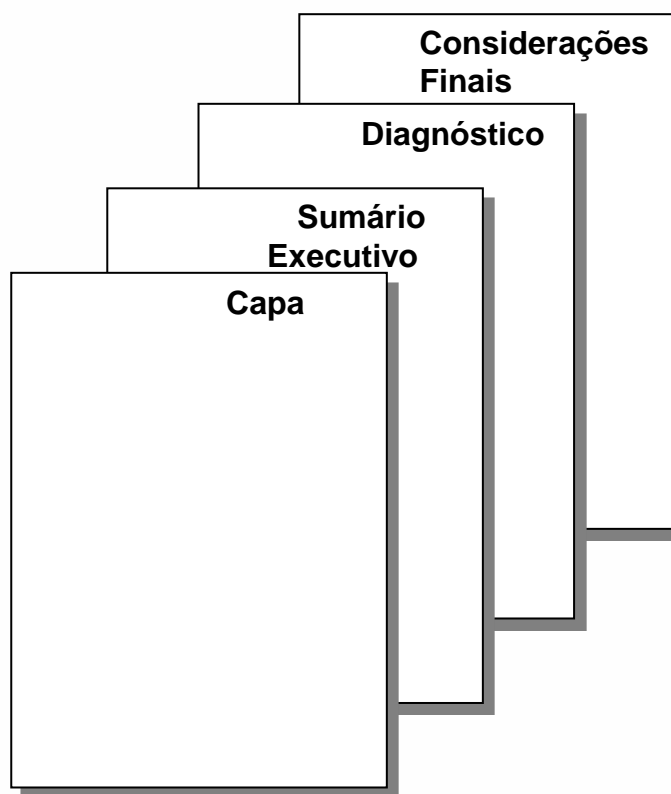 Considerações
Finais
Diagnóstico
Sumário
Executivo
Capa